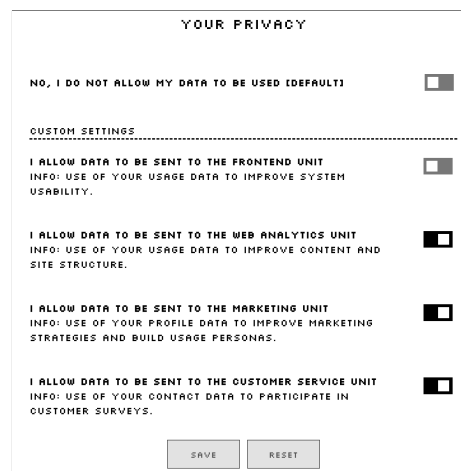 YOUR PRIVACY
NO, I DO NOT ALLOW MY DATA TO BE USED [DEFAULT]
CUSTOM SETTINGS
I ALLOW DATA TO BE SENT TO THE FRONTEND UNIT
INFO: USE OF YOUR USAGE DATA TO IMPROVE SYSTEM
USABILITY.
I ALLOW DATA TO BE SENT TO THE WEB ANALYTICS UNIT
INFO: USE OF YOUR USAGE DATA TO IMPROVE CONTENT AND
SITE STRUCTURE.
I ALLOW DATA TO BE SENT TO THE MARKETING UNIT
INFO: USE OF YOUR PROFILE DATA TO IMPROVE MARKETING
STRATEGIES AND BUILD USAGE PERSONAS.
I ALLOW DATA TO BE SENT TO THE CUSTOMER SERVICE UNIT
INFO: USE OF YOUR CONTACT DATA TO PARTICIPATE IN
CUSTOMER SURVEYS.
SAVE RESET